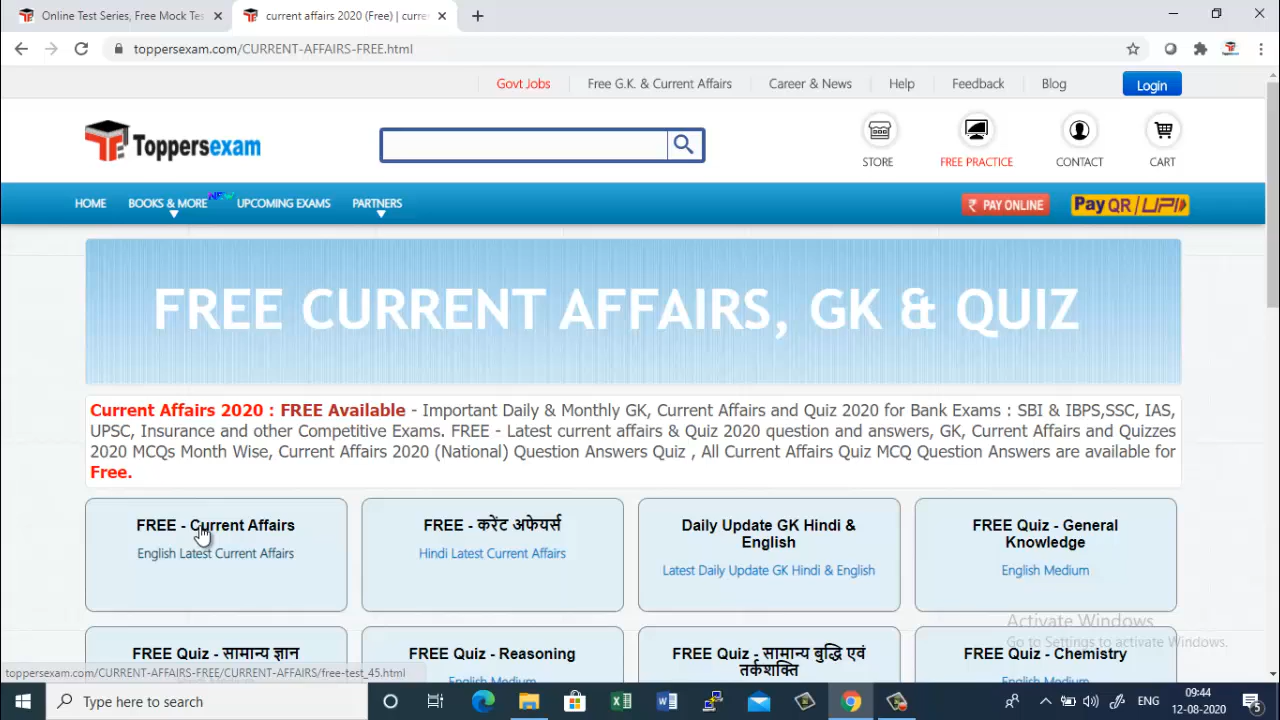 Online Test Series, Free Mock Tes
current affairs 2020 (Free) | curre
toppersexam.com/CURRENT-AFFAIRS-FREE.html
Govt Jobs
Free G.K. & Current Affairs
Career & News
Help
Feedback
Blog
Login
Toppersexam
STORE
FREE PRACTICE
CONTACT
CART
HOME
BOOKS & MORE
NEW
UPCOMING EXAMS
PARTNERS
₹ PAY ONLINE
Pay QR/UPI
FREE CURRENT AFFAIRS, GK & QUIZ
Current Affairs 2020 : FREE Available - Important Daily & Monthly GK, Current Affairs and Quiz 2020 for Bank Exams : SBI & IBPS,SSC, IAS,
UPSC, Insurance and other Competitive Exams. FREE - Latest current affairs & Quiz 2020 question and answers, GK, Current Affairs and Quizzes
2020 MCQs Month Wise, Current Affairs 2020 (National) Question Answers Quiz , All Current Affairs Quiz MCQ Question Answers are available for
Free.
FREE - Current Affairs
English Latest Current Affairs
FREE - करेंट अफेयर्स
Hindi Latest Current Affairs
Daily Update GK Hindi &
English
Latest Daily Update GK Hindi & English
FREE Quiz - General
Knowledge
English Medium
Activate Windows
Go to Settings to activate Windows.
FREE Quiz - सामान्य ज्ञान
FREE Quiz - Reasoning
English Medium
FREE Quiz - सामान्य बुद्धि एवं
तर्कशक्ति
FREE Quiz - Chemistry
English Medium
toppersexam.com/CURRENT-AFFAIRS-FREE/CURRENT-AFFAIRS/free-test_45.html
Type here to search
ENG
09:44
12-08-2020
5